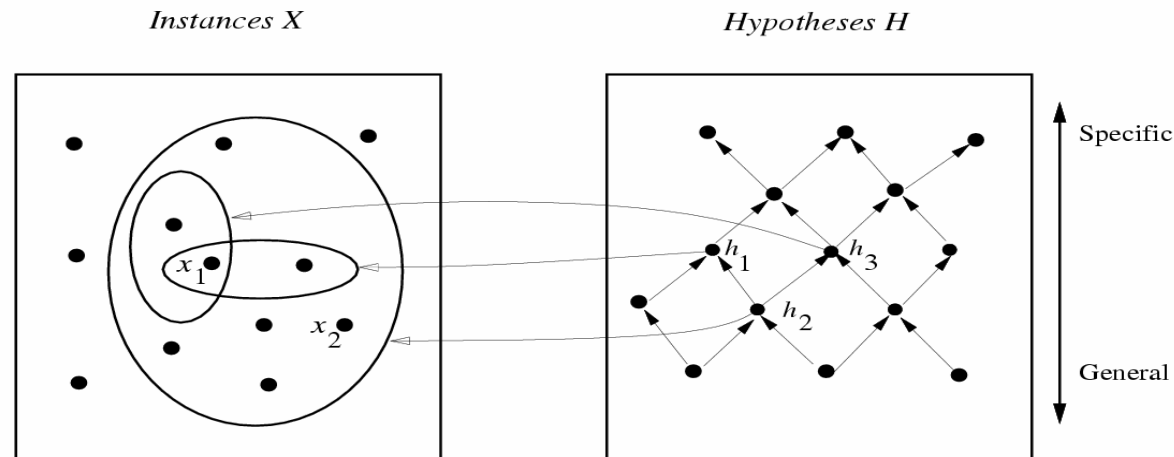 Instances X
Hypotheses H
Specific
h1
h3
x1
x2
h2
General